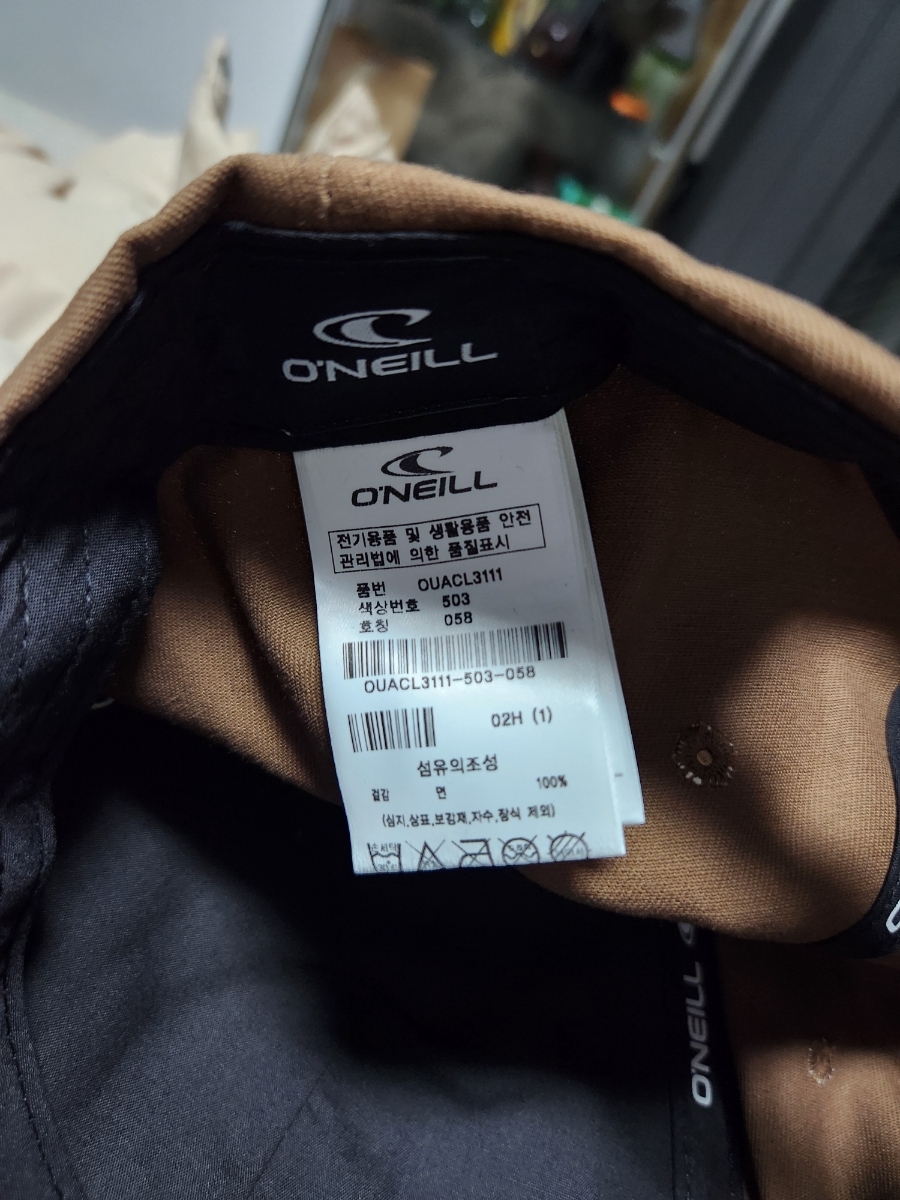 O'NEILL
O'NEILL
전기용품 및 생활용품 안전
관리법에 의한 품질표시
품번 OUACL3111
색상번호 503
호칭 058
OUACL3111-503-058
02H (1)
섬유의조성
겉감 면 100%
(심지,상표,보강재,자수,장식 제외)
손세탁
O'NEILL